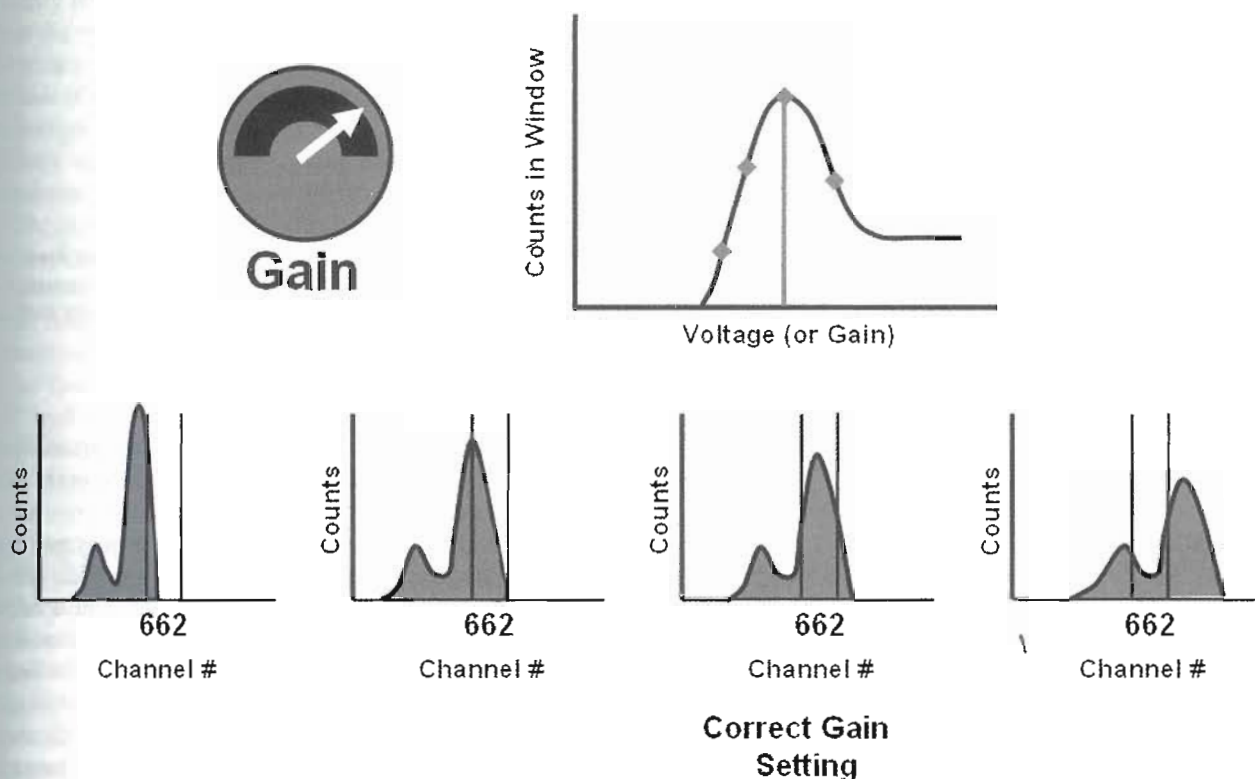 Gain
Counts in Window
Voltage (or Gain)
Counts
662
Channel #
Counts
662
Channel #
Counts
662
Channel #
Counts
662
Channel #
Correct Gain
Setting